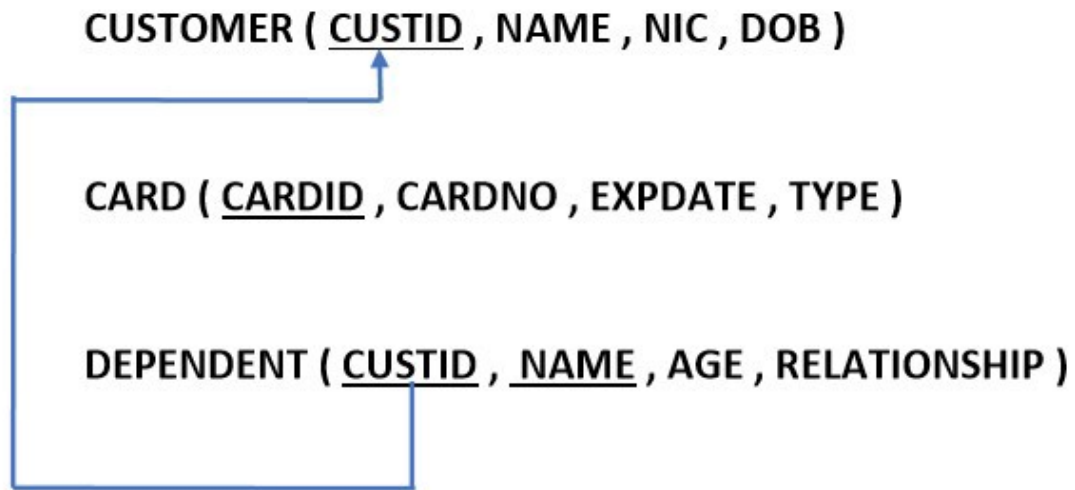 CUSTOMER ( CUSTID , NAME , NIC , DOB )
CARD ( CARDID , CARDNO , EXPDATE , TYPE )
DEPENDENT ( CUSTID , NAME , AGE , RELATIONSHIP )